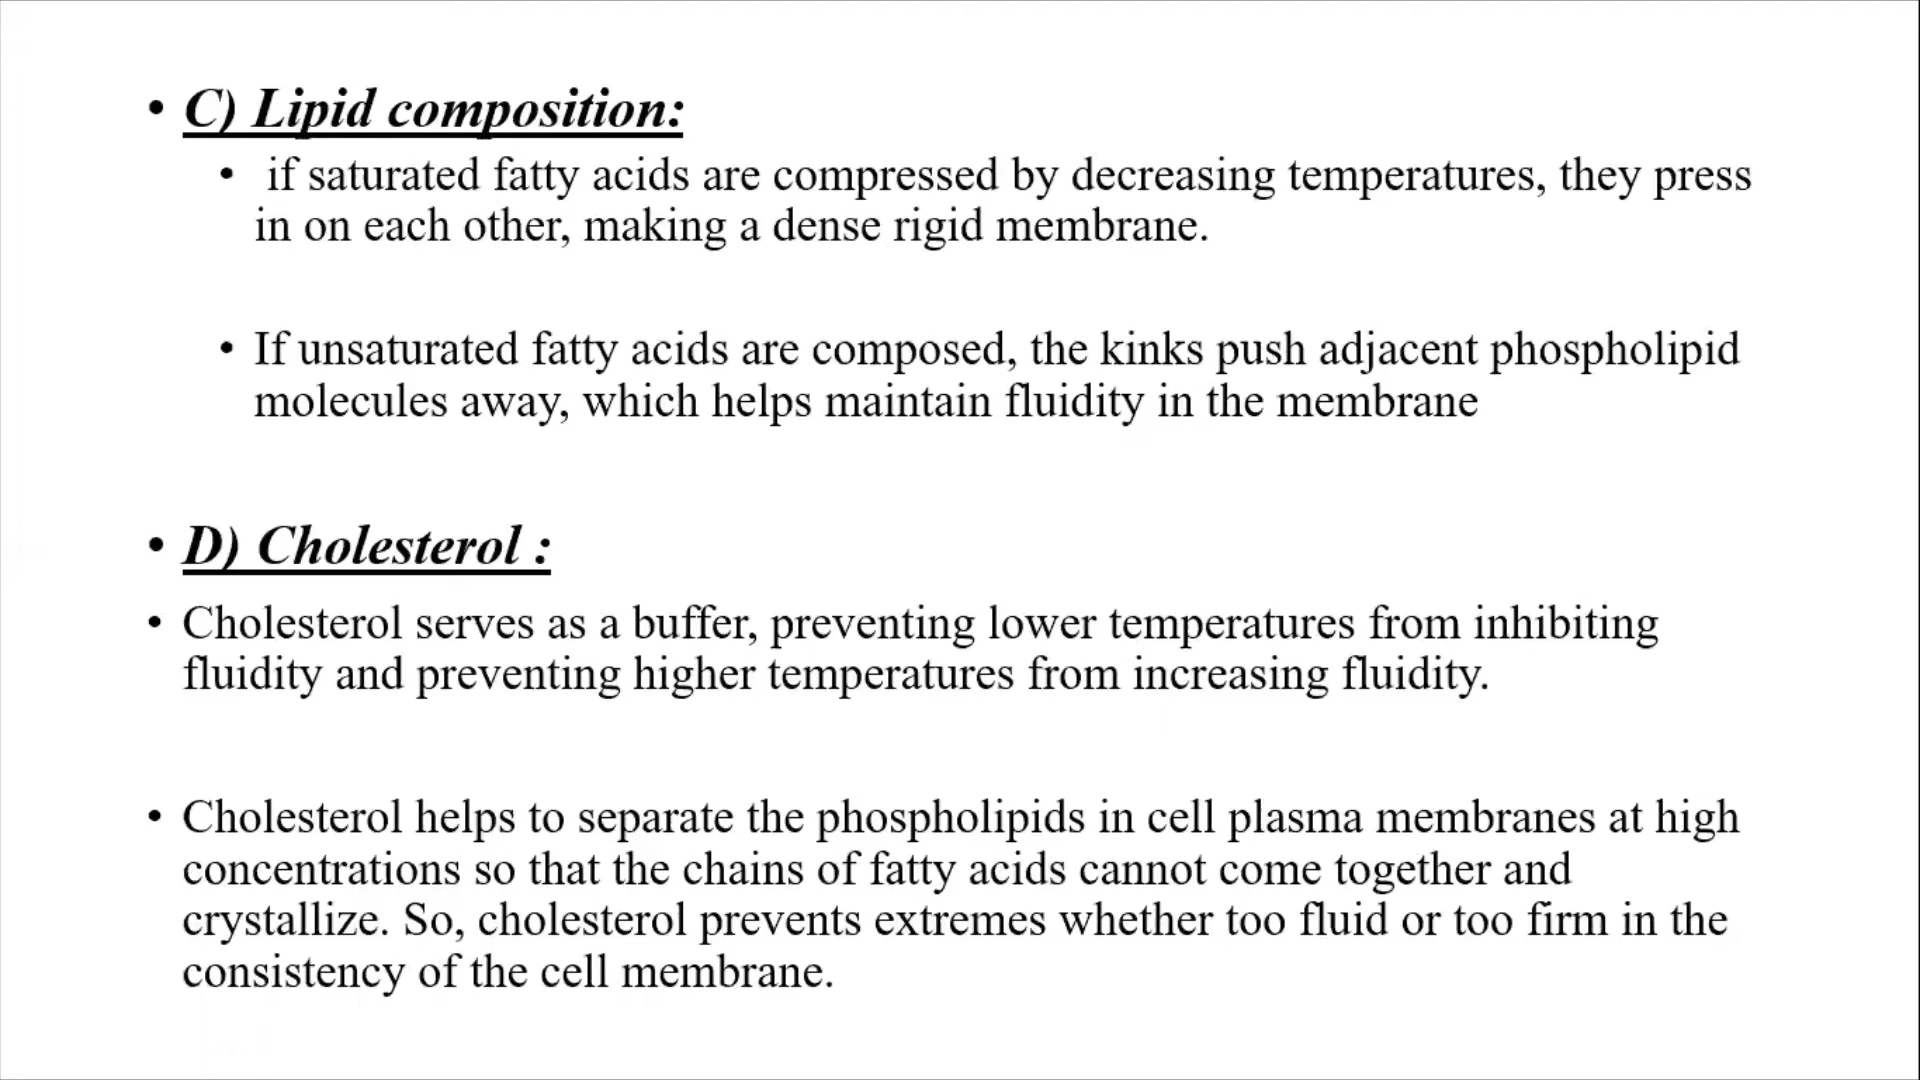 • C) Lipid composition:
• if saturated fatty acids are compressed by decreasing temperatures, they press
in on each other, making a dense rigid membrane.
• If unsaturated fatty acids are composed, the kinks push adjacent phospholipid
molecules away, which helps maintain fluidity in the membrane
• D) Cholesterol :
• Cholesterol serves as a buffer, preventing lower temperatures from inhibiting
fluidity and preventing higher temperatures from increasing fluidity.
• Cholesterol helps to separate the phospholipids in cell plasma membranes at high
concentrations so that the chains of fatty acids cannot come together and
crystallize. So, cholesterol prevents extremes whether too fluid or too firm in the
consistency of the cell membrane.